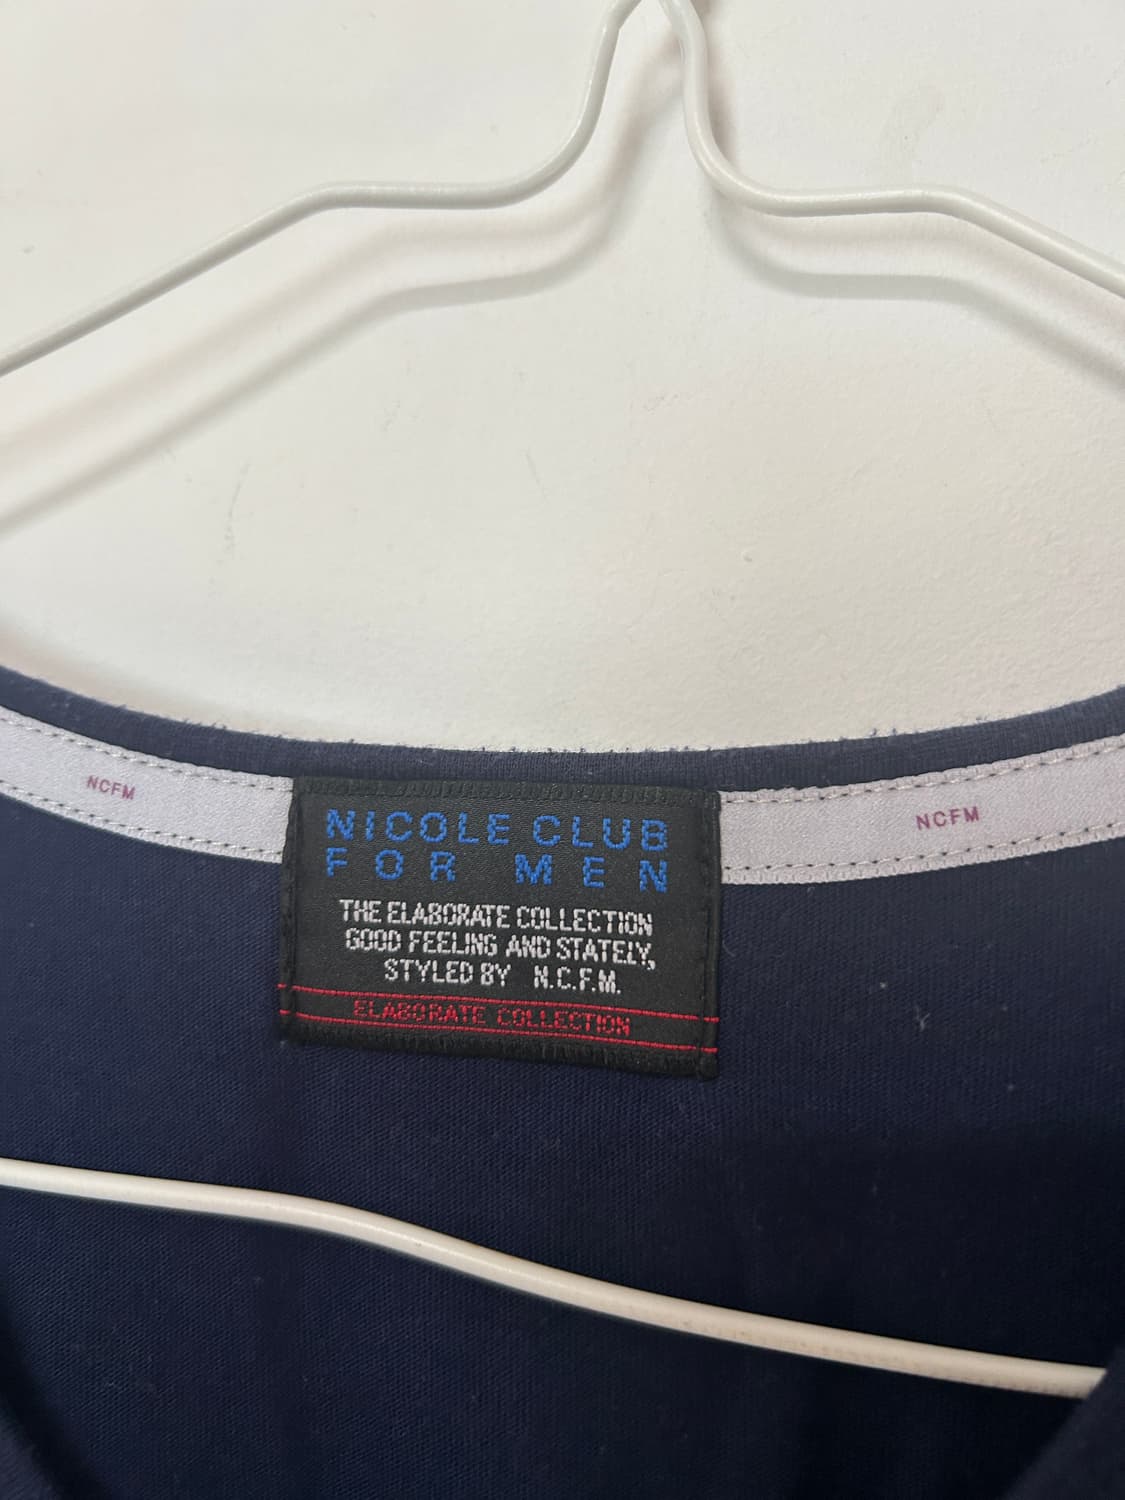 NCFM
NICOLE CLUB
FOR MEN
THE ELABORATE COLLECTION
GOOD FEELING AND STATELY,
STYLED BY N.C.F.M.
ELABORATE COLLECTION
NCFM